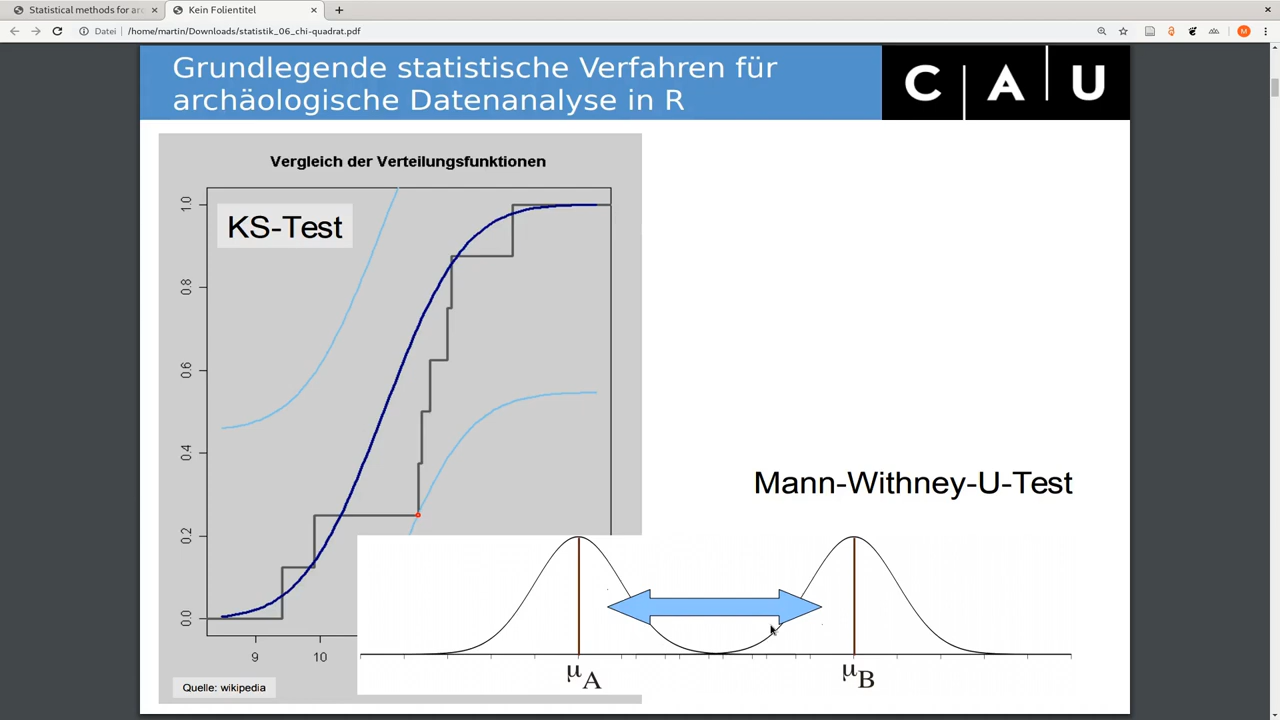 Statistical methods for arc
Kein Folientitel
Datei
/home/martin/Downloads/statistik_06_chi-quadrat.pdf
M
Grundlegende statistische Verfahren für
archäologische Datenanalyse in R
CAU
Vergleich der Verteilungsfunktionen
KS-Test
1.0
0.8
0.6
0.4
0.2
0.0
9
10
Mann-Withney-U-Test
μA
μB
Quelle: wikipedia